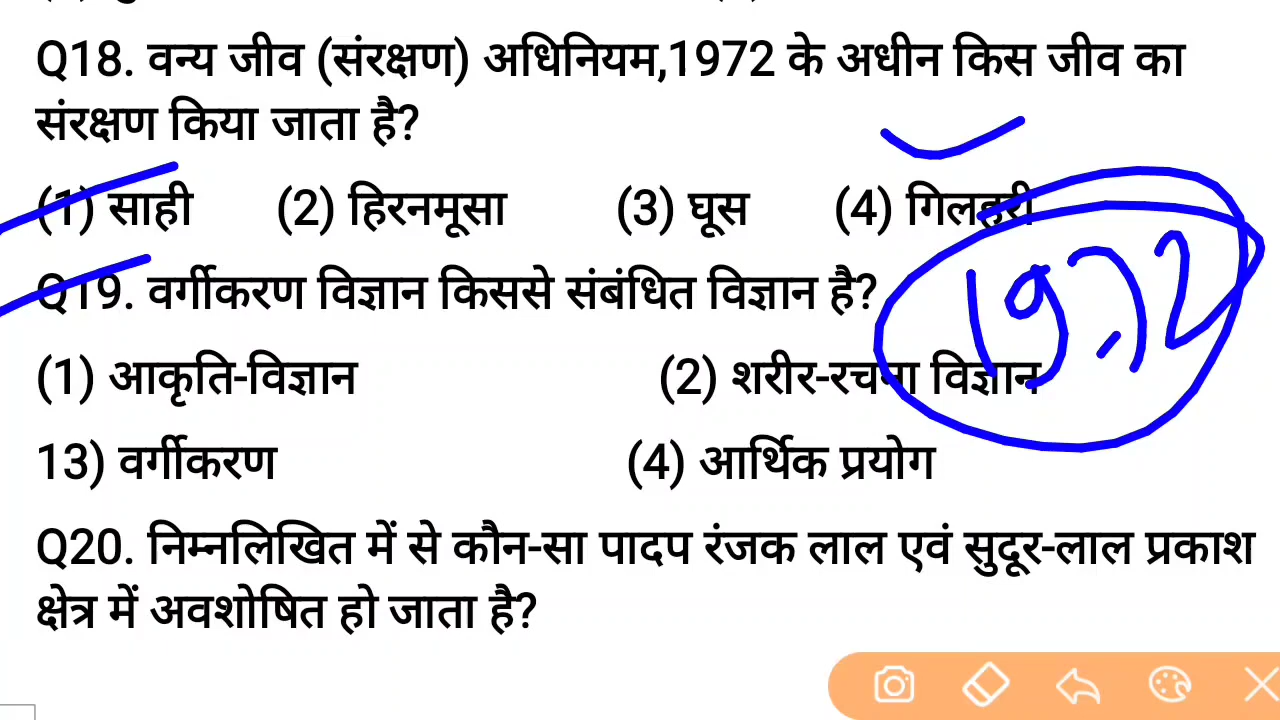 Q18. वन्य जीव (संरक्षण) अधिनियम,1972 के अधीन किस जीव का
संरक्षण किया जाता है?
(1) साही (2) हिरनमूसा (3) घूस (4) गिलहरी
Q19. वर्गीकरण विज्ञान किससे संबंधित विज्ञान है?
1972
(1) आकृति-विज्ञान (2) शरीर-रचना विज्ञान
13) वर्गीकरण (4) आर्थिक प्रयोग
Q20. निम्नलिखित में से कौन-सा पादप रंजक लाल एवं सुदूर-लाल प्रकाश
क्षेत्र में अवशोषित हो जाता है?